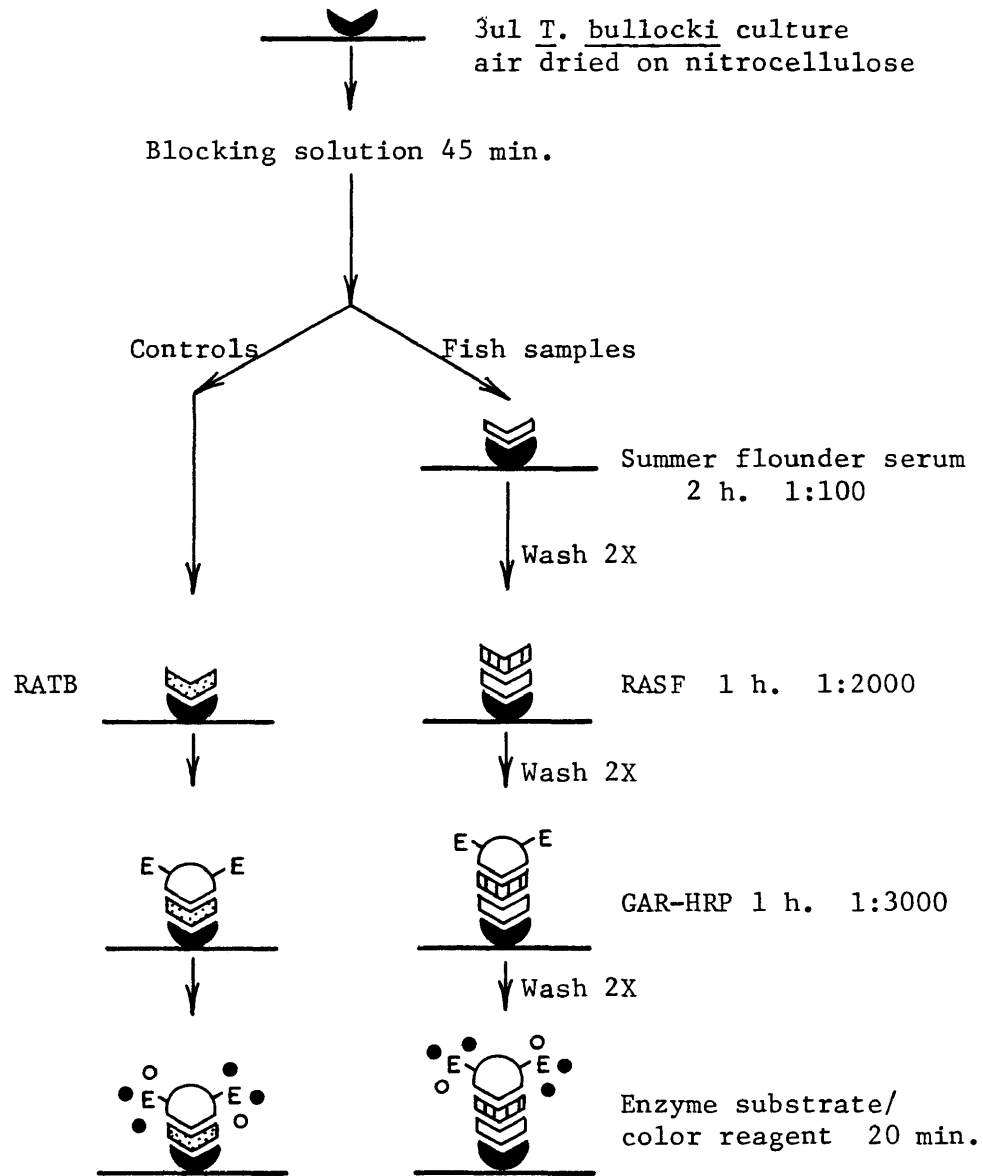 3ul T. bullocki culture
air dried on nitrocellulose
Blocking solution 45 min.
Controls
Fish samples
Summer flounder serum
2 h. 1:100
Wash 2X
RATB
RASF 1 h. 1:2000
Wash 2X
E E
E E
GAR-HRP 1 h. 1:3000
Wash 2X
E E
E E
Enzyme substrate/
color reagent 20 min.